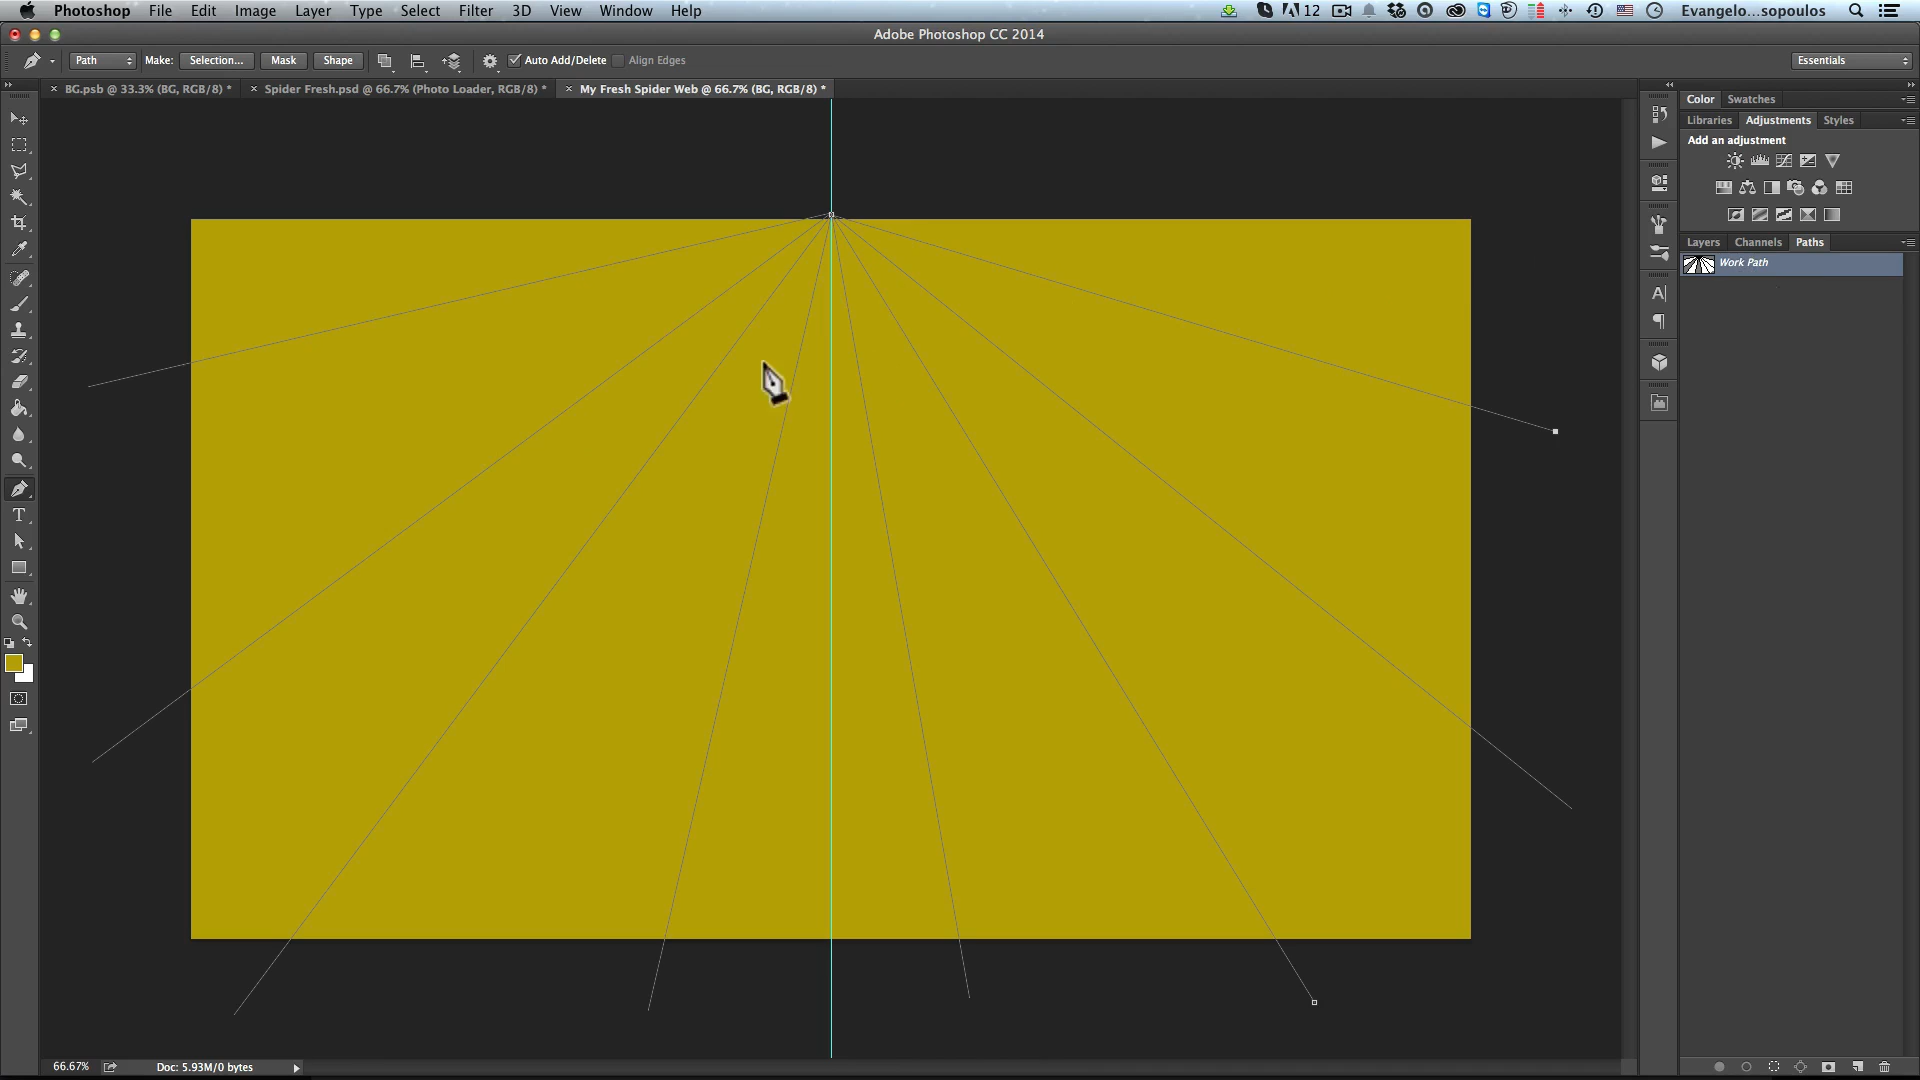 Photoshop File Edit Image Layer Type Select Filter 3D View Window Help 12 Evangelo...sopoulos
Adobe Photoshop CC 2014
Path Make: Selection... Mask Shape Auto Add/Delete Align Edges Essentials
BG.psb @ 33.3% (BG, RGB/8) * Spider Fresh.psd @ 66.7% (Photo Loader, RGB/8) * My Fresh Spider Web @ 66.7% (BG, RGB/8) *
Color Swatches
Libraries Adjustments Styles
Add an adjustment
Layers Channels Paths
Work Path
66.67% Doc: 5.93M/0 bytes